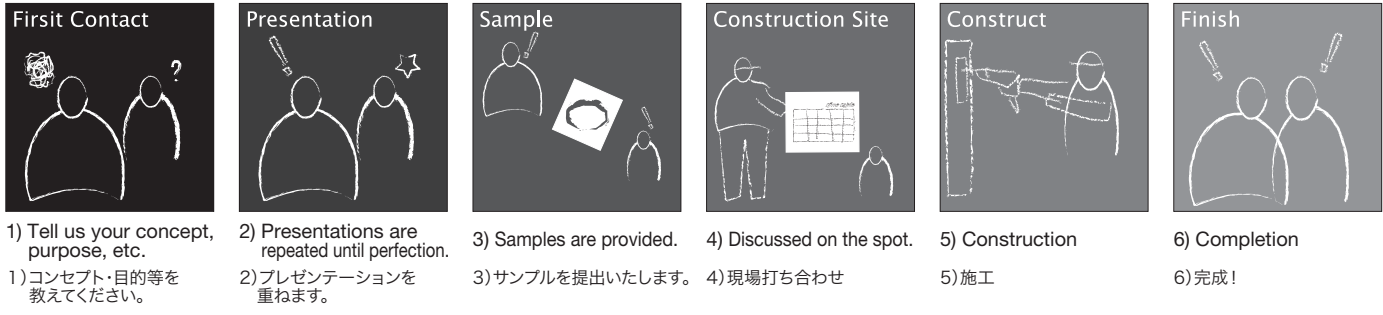 Firsit Contact
1) Tell us your concept,
purpose, etc.
1)コンセプト・目的等を
教えてください。
Presentation
2) Presentations are
repeated until perfection.
2)プレゼンテーションを
重ねます。
Sample
3) Samples are provided.
3)サンプルを提出いたします。
Construction Site
4) Discussed on the spot.
4)現場打ち合わせ
Construct
5) Construction
5)施工
Finish
6) Completion
6)完成!